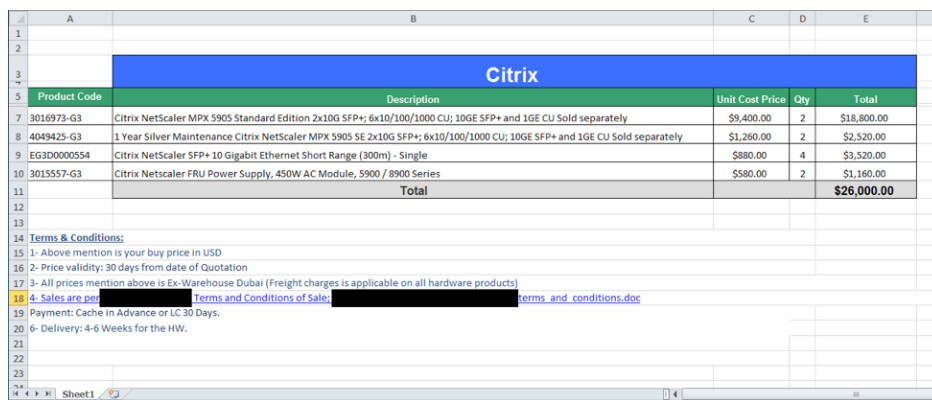 A B C D E
1
2
3 Citrix
5 Product Code Description Unit Cost Price Qty Total
7 3016973-G3 Citrix NetScaler MPX 5905 Standard Edition 2x10G SFP+; 6x10/100/1000 CU; 10GE SFP+ and 1GE CU Sold separately $9,400.00 2 $18,800.00
8 4049425-G3 1 Year Silver Maintenance Citrix NetScaler MPX 5905 SE 2x10G SFP+; 6x10/100/1000 CU; 10GE SFP+ and 1GE CU Sold separately $1,260.00 2 $2,520.00
9 EG3D0000554 Citrix NetScaler SFP+ 10 Gigabit Ethernet Short Range (300m) - Single $880.00 4 $3,520.00
10 3015557-G3 Citrix Netscaler FRU Power Supply, 450W AC Module, 5900 / 8900 Series $580.00 2 $1,160.00
11 Total $26,000.00
12
13
14 Terms & Conditions:
15 1- Above mention is your buy price in USD
16 2- Price validity: 30 days from date of Quotation
17 3- All prices mention above is Ex-Warehouse Dubai (Freight charges is applicable on all hardware products)
18 4- Sales are per Terms and Conditions of Sale; terms_and_conditions.doc
19 Payment: Cache in Advance or LC 30 Days.
20 6- Delivery: 4-6 Weeks for the HW.
21
22
23
Sheet1